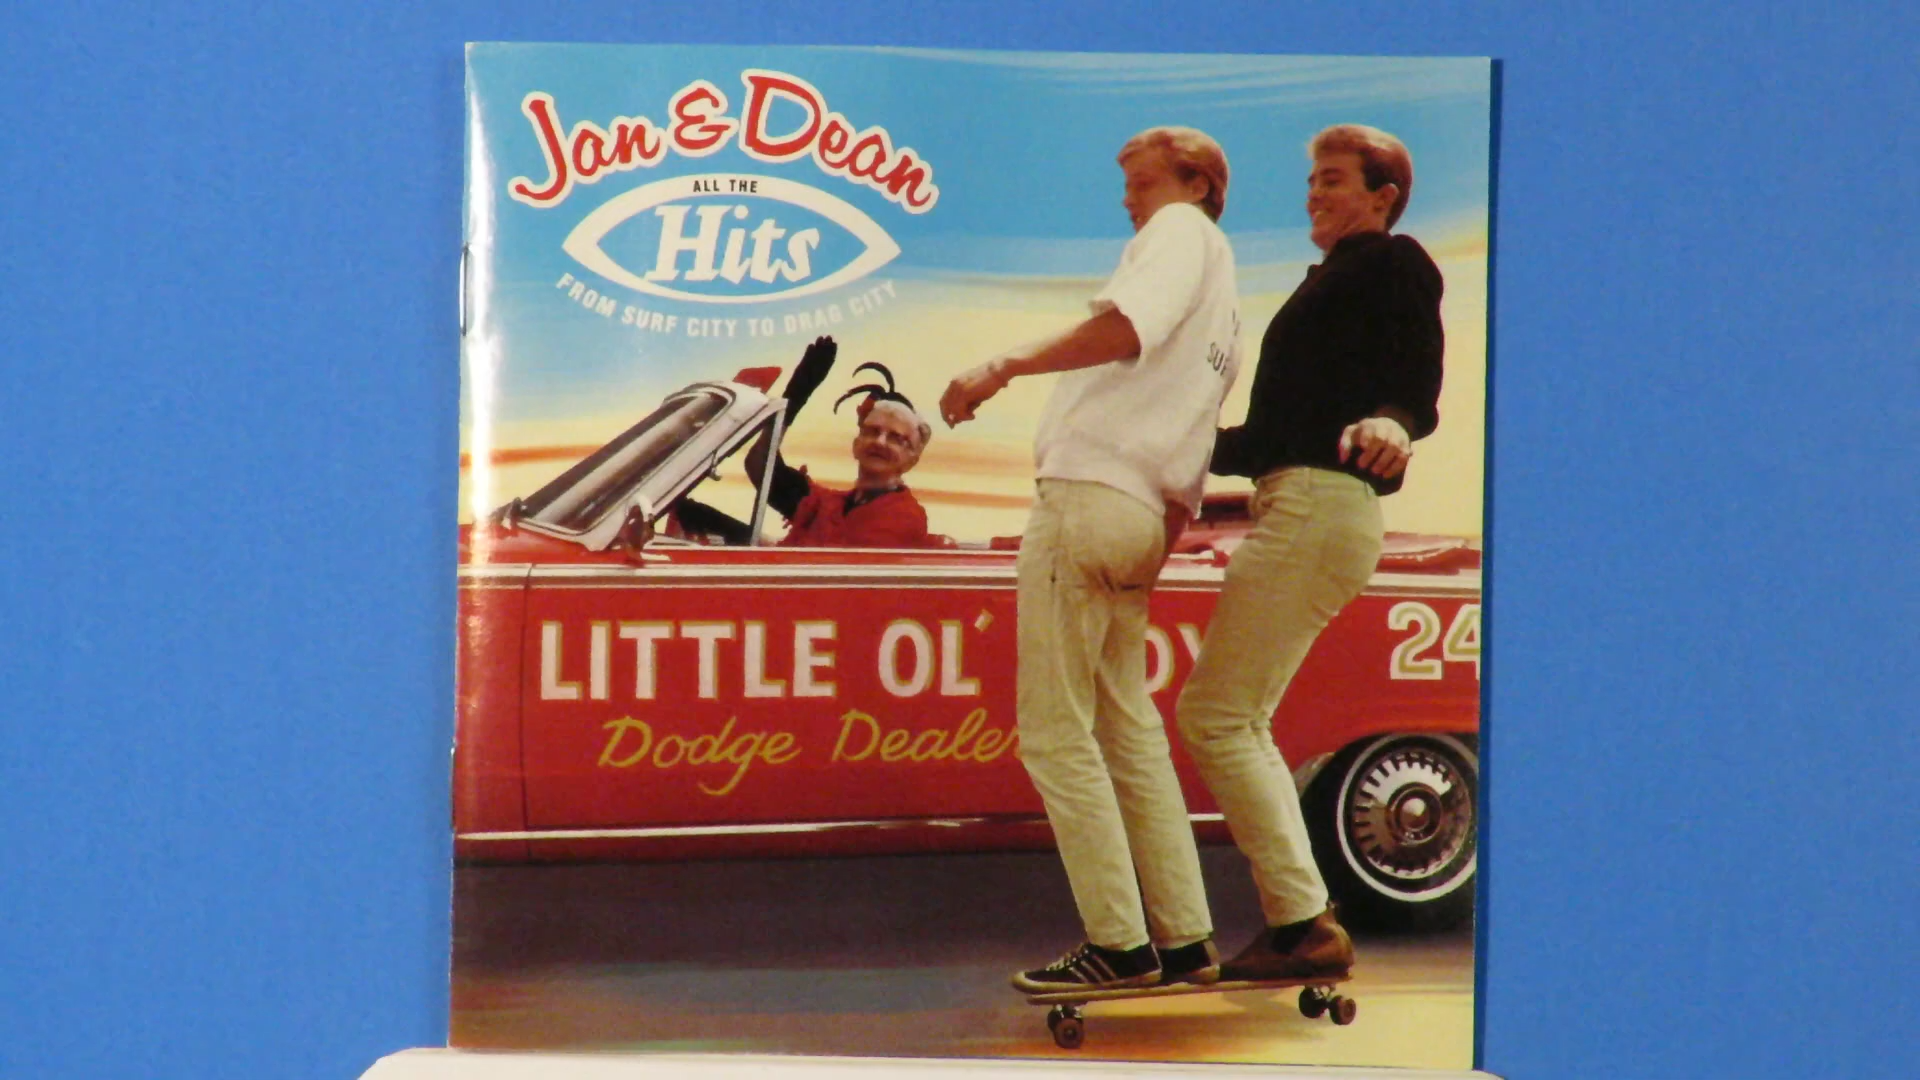 Jan & Dean
ALL THE
Hits
FROM SURF CITY TO DRAG CITY
LITTLE OL'
24
Dodge Dealer